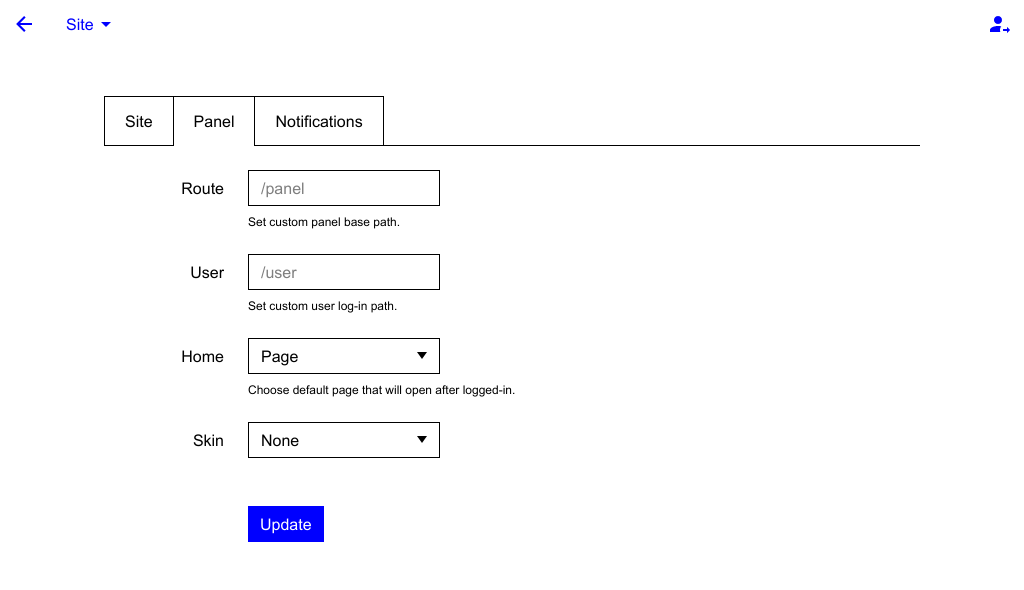 Site
Site Panel Notifications
Route /panel
Set custom panel base path.
User /user
Set custom user log-in path.
Home Page
Choose default page that will open after logged-in.
Skin None
Update